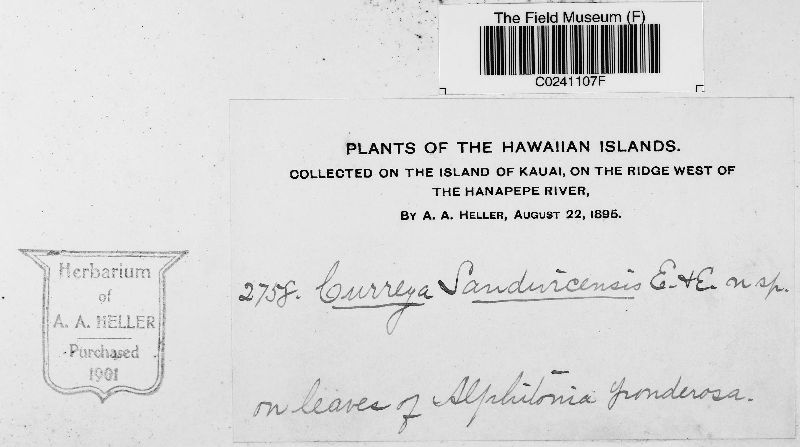 The Field Museum (F)
C0241107F
PLANTS OF THE HAWAIIAN ISLANDS.
COLLECTED ON THE ISLAND OF KAUAI, ON THE RIDGE WEST OF
THE HANAPEPE RIVER,
BY A. A. HELLER, AUGUST 22, 1895.
Herbarium
of
A. A. HELLER
Purchased
1901
2758. Curreya Sandwicensis E. & E. n sp.
on leaves of Alphitonia ponderosa.